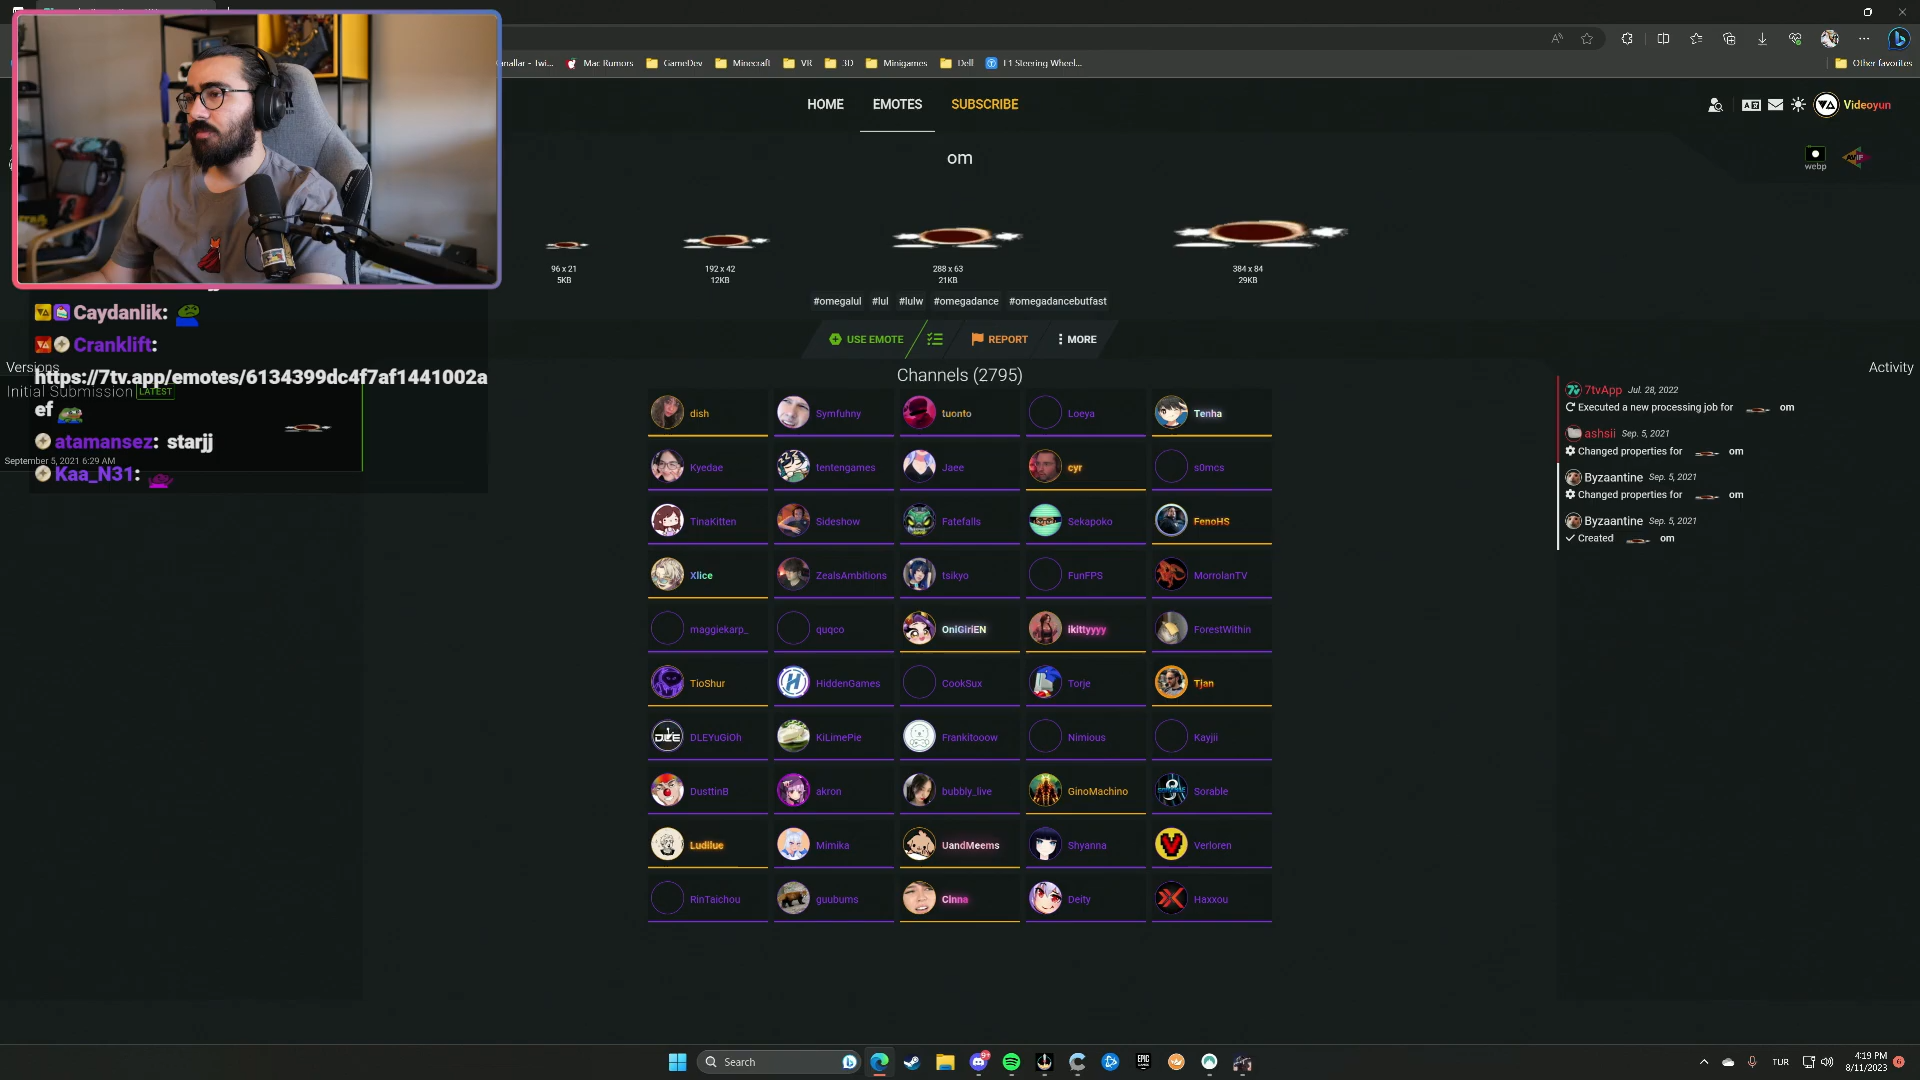 anallar - Twi...
Mac Rumors
GameDev
Minecraft
VR
3D
Minigames
Dell
F1 Steering Wheel...
Other favorites
HOME
EMOTES
SUBSCRIBE
Videoyun
om
webp
96 x 21
5KB
192 x 42
12KB
288 x 63
21KB
384 x 84
29KB
#omegalul #lul #lulw #omegadance #omegadancebutfast
USE EMOTE
REPORT
MORE
Caydanlik:
Cranklift:
https://7tv.app/emotes/6134399dc4f7af1441002a
ef
atamansez: starjj
Kaa_N31:
Versions
Initial Submission LATEST
September 5, 2021 6:29 AM
Channels (2795)
dish Symfuhny tuonto Loeya Tenha
Kyedae tentengames Jaee cyr s0mcs
TinaKitten Sideshow Fatefalls Sekapoko FenoHS
Xlice ZealsAmbitions tsikyo FunFPS MorrolanTV
maggiekarp_ quqco OniGiriEN ikittyyyy ForestWithin
TioShur HiddenGames CookSux Torje Tjan
DLEYuGiOh KiLimePie Frankitooow Nimious Kayjii
DusttinB akron bubbly_live GinoMachino Sorable
Ludilue Mimika UandMeems Shyanna Verloren
RinTaichou guubums Cinna Deity Haxxou
Activity
7tvApp Jul. 28, 2022
Executed a new processing job for om
ashsii Sep. 5, 2021
Changed properties for om
Byzaantine Sep. 5, 2021
Changed properties for om
Byzaantine Sep. 5, 2021
Created om
Search
TUR
4:19 PM
8/11/2023
6